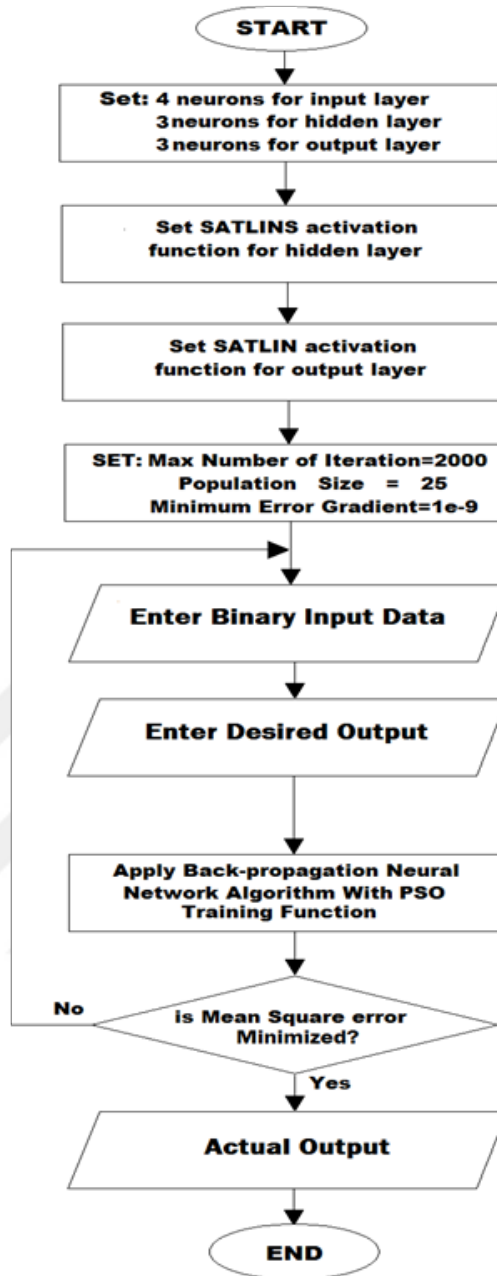 START
Set: 4 neurons for input layer
3neurons for hidden layer
3neurons for output layer
Set SATLINS activation
function for hidden layer
Set SATLIN activation
function for output layer
SET: Max Number of Iteration=2000
Population Size = 25
Minimum Error Gradient=1e-9
Enter Binary Input Data
Enter Desired Output
Apply Back-propagation Neural
Network Algorithm With PSO
Training Function
No
is Mean Square error
Minimized?
Yes
Actual Output
END